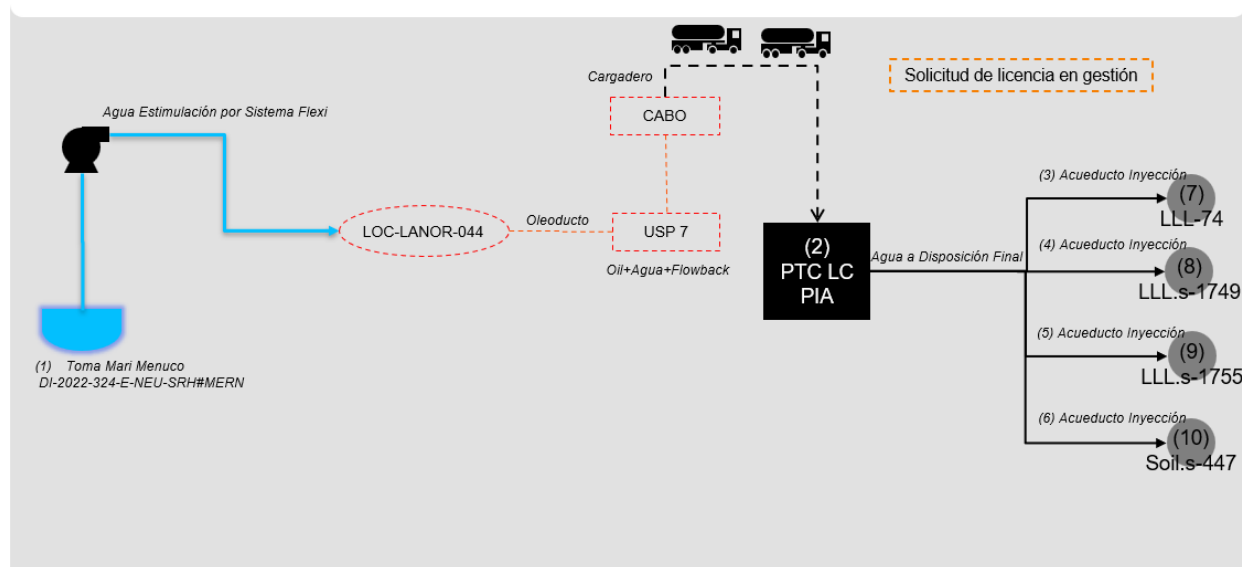 Cargadero
Solicitud de licencia en gestión
Agua Estimulación por Sistema Flexi
CABO
(3) Acueducto Inyección
(7)
LLL-74
LOC-LANOR-044
Oleoducto
USP 7
Oil+Agua+Flowback
(2)
PTC LC
PIA
Agua a Disposición Final
(4) Acueducto Inyección
(8)
LLL.s-1749
(5) Acueducto Inyección
(9)
LLL.s-1755
(1) Toma Mari Menuco
DI-2022-324-E-NEU-SRH#MERN
(6) Acueducto Inyección
(10)
Soil.s-447